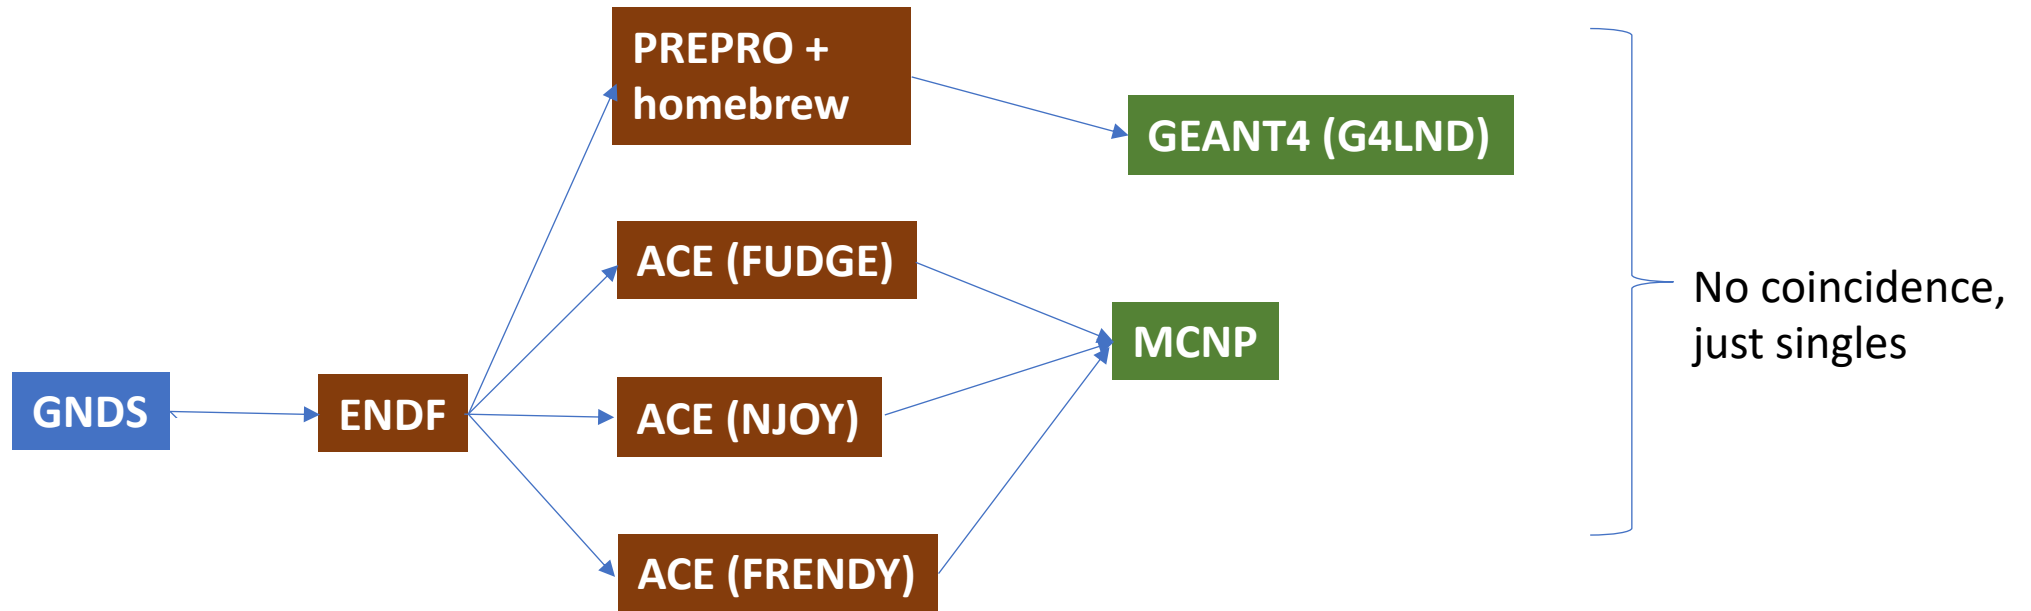 PREPRO +
homebrew
GEANT4 (G4LND)
ACE (FUDGE)
No coincidence,
just singles
MCNP
GNDS
ENDF
ACE (NJOY)
ACE (FRENDY)